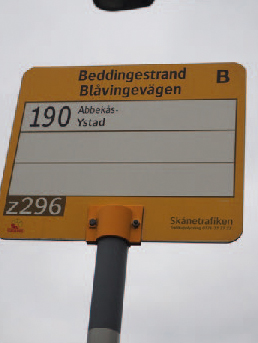 Beddingestrand B
Blåvingevägen
190 Abbekås-
Ystad
z296
Skånetrafiken